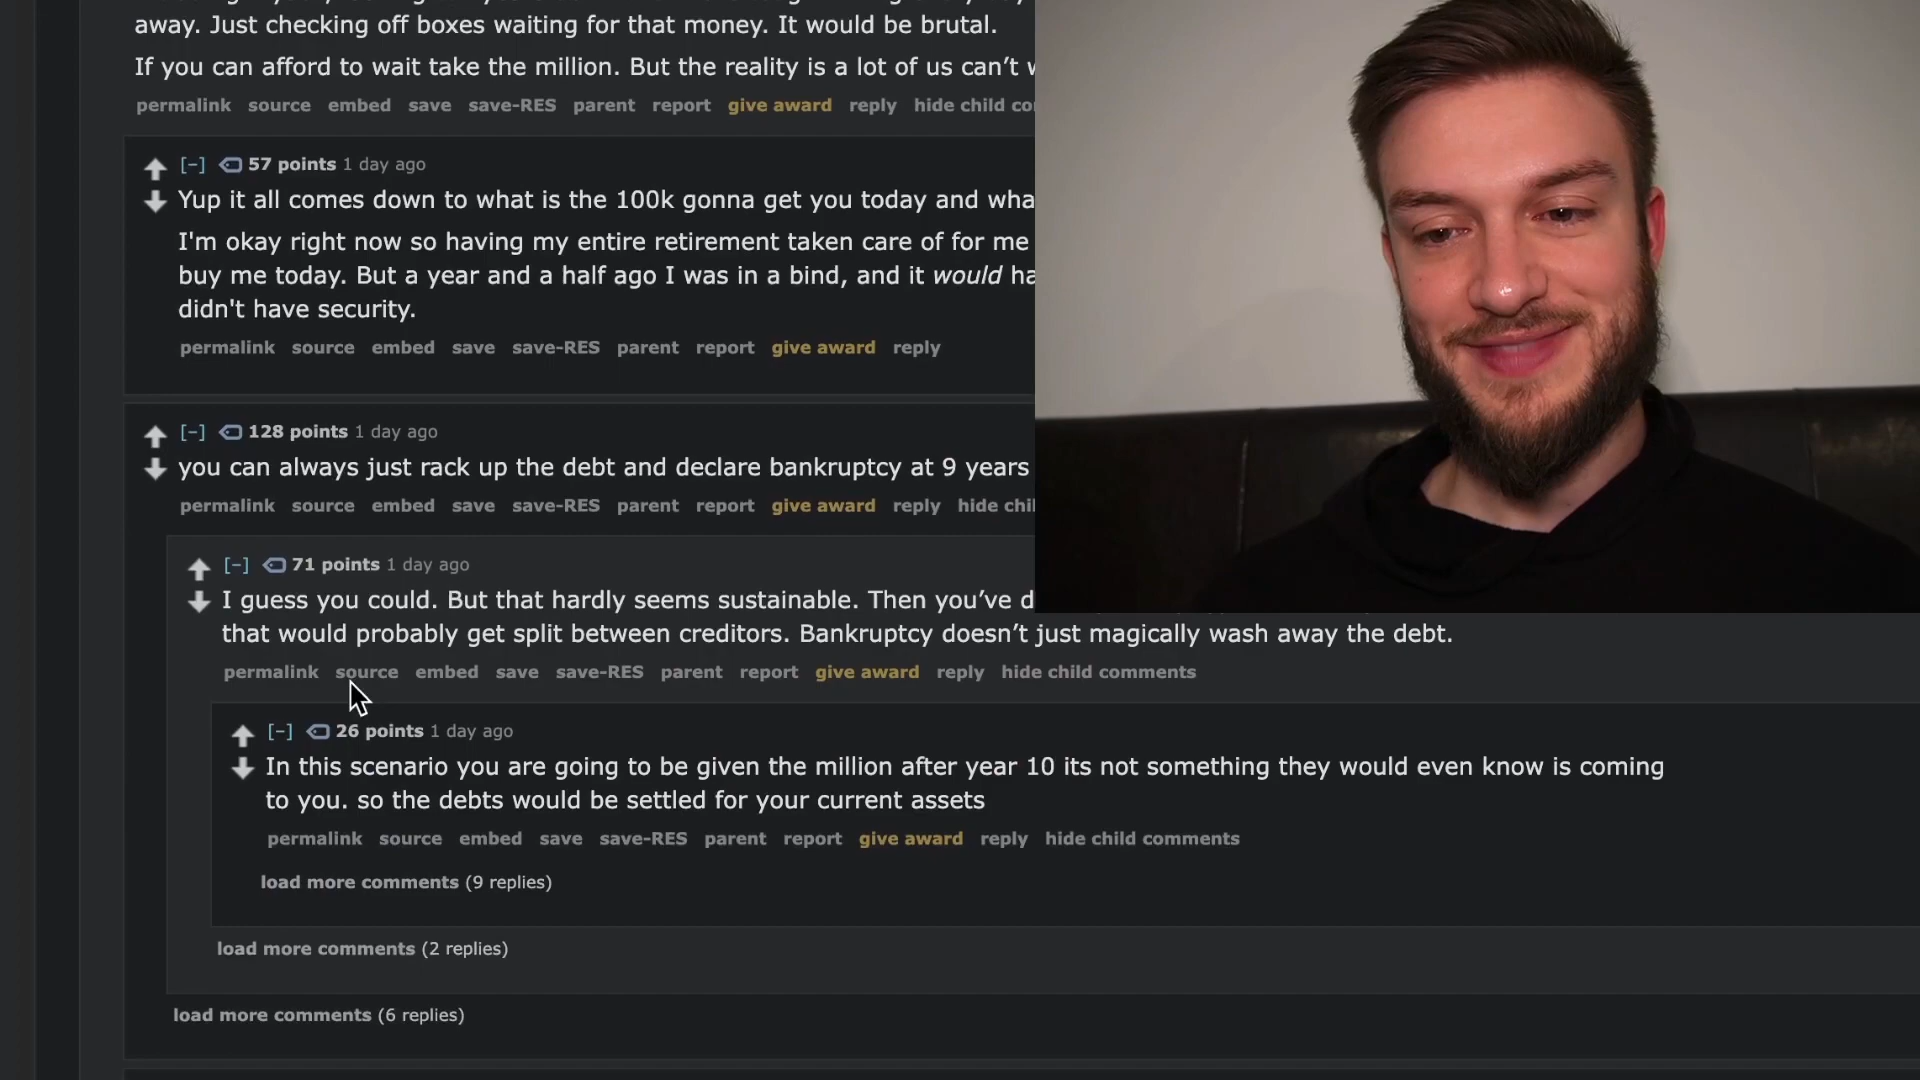 away. Just checking off boxes waiting for that money. It would be brutal.
If you can afford to wait take the million. But the reality is a lot of us can’t
permalink source embed save save-RES parent report give award reply hide child
[-] 57 points 1 day ago
Yup it all comes down to what is the 100k gonna get you today and
I'm okay right now so having my entire retirement taken care of for me
buy me today. But a year and a half ago I was in a bind, and it would
didn't have security.
permalink source embed save save-RES parent report give award reply
[-] 128 points 1 day ago
you can always just rack up the debt and declare bankruptcy at 9 years
permalink source embed save save-RES parent report give award reply hide
[-] 71 points 1 day ago
I guess you could. But that hardly seems sustainable. Then you’ve
that would probably get split between creditors. Bankruptcy doesn’t just magically wash away the debt.
permalink source embed save save-RES parent report give award reply hide child comments
[-] 26 points 1 day ago
In this scenario you are going to be given the million after year 10 its not something they would even know is coming
to you. so the debts would be settled for your current assets
permalink source embed save save-RES parent report give award reply hide child comments
load more comments (9 replies)
load more comments (2 replies)
load more comments (6 replies)